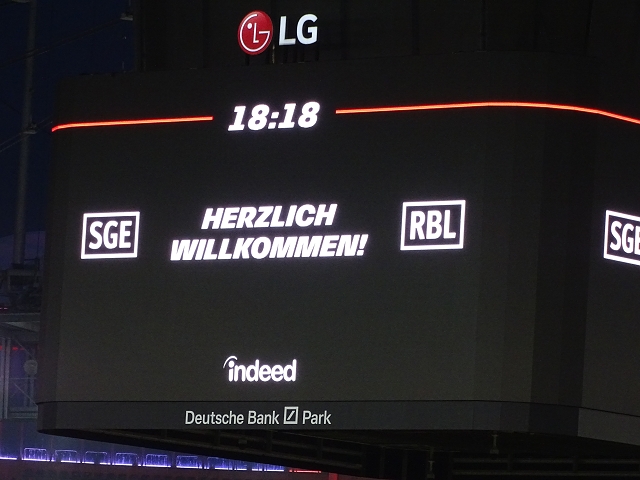 LG
18:18
SGE
HERZLICH
WILLKOMMEN!
RBL
SGE
indeed
Deutsche Bank Park